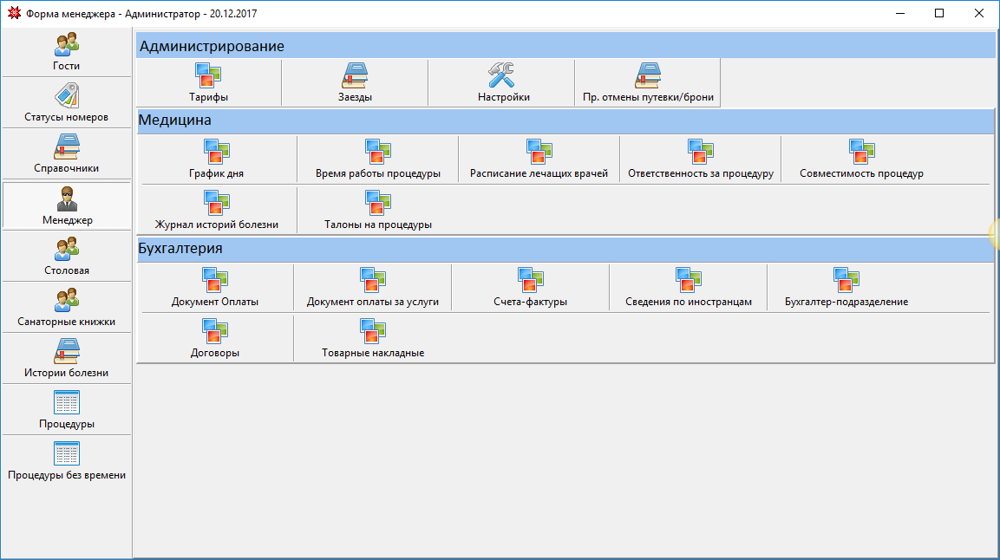 Форма менеджера - Администратор - 20.12.2017
Гости
Статусы номеров
Справочники
Менеджер
Столовая
Санаторные книжки
Истории болезни
Процедуры
Процедуры без времени
Администрирование
Тарифы
Заезды
Настройки
Пр. отмены путевки/брони
Медицина
График дня
Время работы процедуры
Расписание лечащих врачей
Ответственность за процедуру
Совместимость процедур
Журнал историй болезни
Талоны на процедуры
Бухгалтерия
Документ Оплаты
Документ оплаты за услуги
Счета-фактуры
Сведения по иностранцам
Бухгалтер-подразделение
Договоры
Товарные накладные